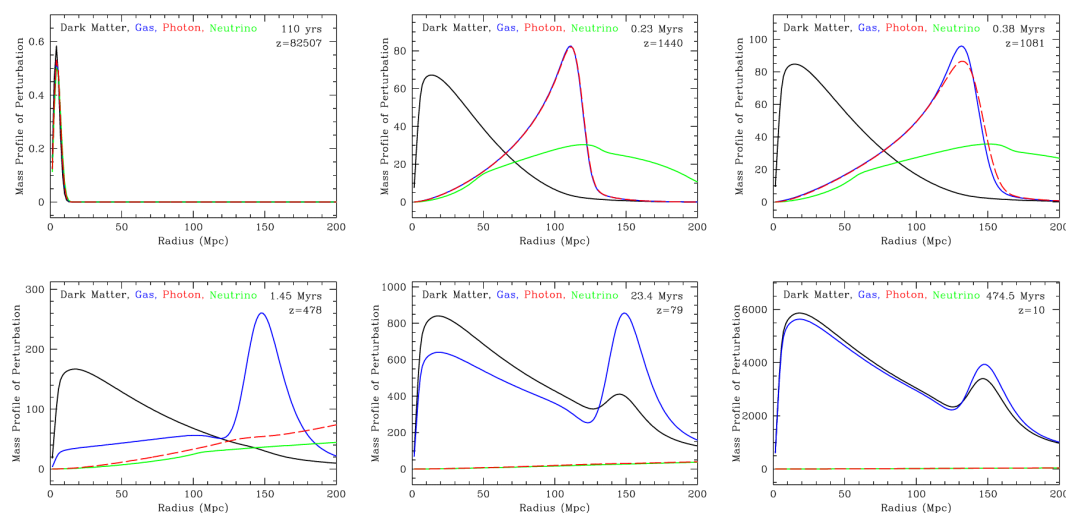 Dark Matter, Gas, Photon, Neutrino 110 yrs
z=82507
Mass Profile of Perturbation
0.6
0.4
0.2
0
0 50 100 150 200
Radius (Mpc)
Dark Matter, Gas, Photon, Neutrino 0.23 Myrs
z=1440
Mass Profile of Perturbation
80
60
40
20
0
0 50 100 150 200
Radius (Mpc)
Dark Matter, Gas, Photon, Neutrino 0.38 Myrs
z=1081
Mass Profile of Perturbation
100
80
60
40
20
0
0 50 100 150 200
Radius (Mpc)
Dark Matter, Gas, Photon, Neutrino 1.45 Myrs
z=478
Mass Profile of Perturbation
300
200
100
0
0 50 100 150 200
Radius (Mpc)
Dark Matter, Gas, Photon, Neutrino 23.4 Myrs
z=79
Mass Profile of Perturbation
1000
800
600
400
200
0
0 50 100 150 200
Radius (Mpc)
Dark Matter, Gas, Photon, Neutrino 474.5 Myrs
z=10
Mass Profile of Perturbation
6000
4000
2000
0
0 50 100 150 200
Radius (Mpc)